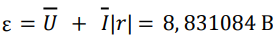 ε = U̅ + I̅|r| = 8, 831084 В